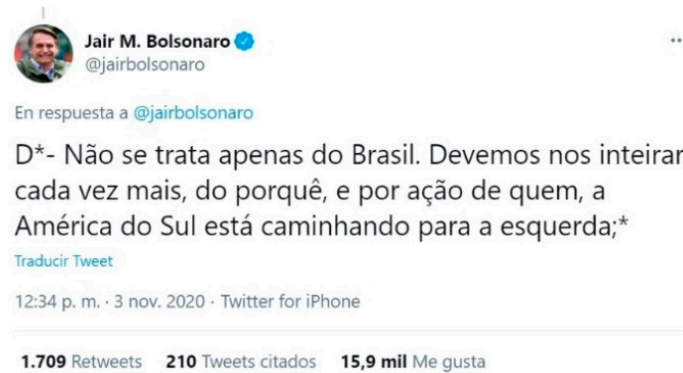 Jair M. Bolsonaro
@jairbolsonaro
En respuesta a @jairbolsonaro
D*- Não se trata apenas do Brasil. Devemos nos inteirar
cada vez mais, do porquê, e por ação de quem, a
América do Sul está caminhando para a esquerda;*
Traducir Tweet
12:34 p. m. · 3 nov. 2020 · Twitter for iPhone
1.709 Retweets 210 Tweets citados 15,9 mil Me gusta